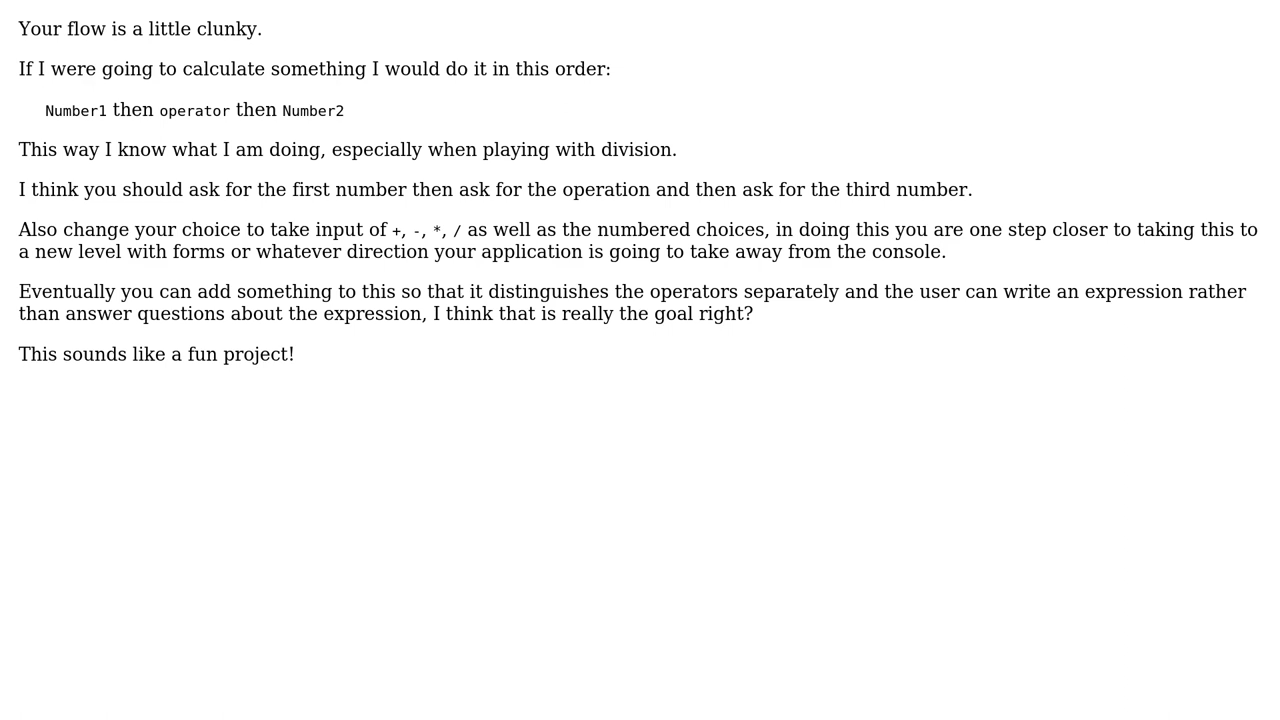 Your flow is a little clunky.
If I were going to calculate something I would do it in this order:
Number1 then operator then Number2
This way I know what I am doing, especially when playing with division.
I think you should ask for the first number then ask for the operation and then ask for the third number.
Also change your choice to take input of +, -, *, / as well as the numbered choices, in doing this you are one step closer to taking this to
a new level with forms or whatever direction your application is going to take away from the console.
Eventually you can add something to this so that it distinguishes the operators separately and the user can write an expression rather
than answer questions about the expression, I think that is really the goal right?
This sounds like a fun project!